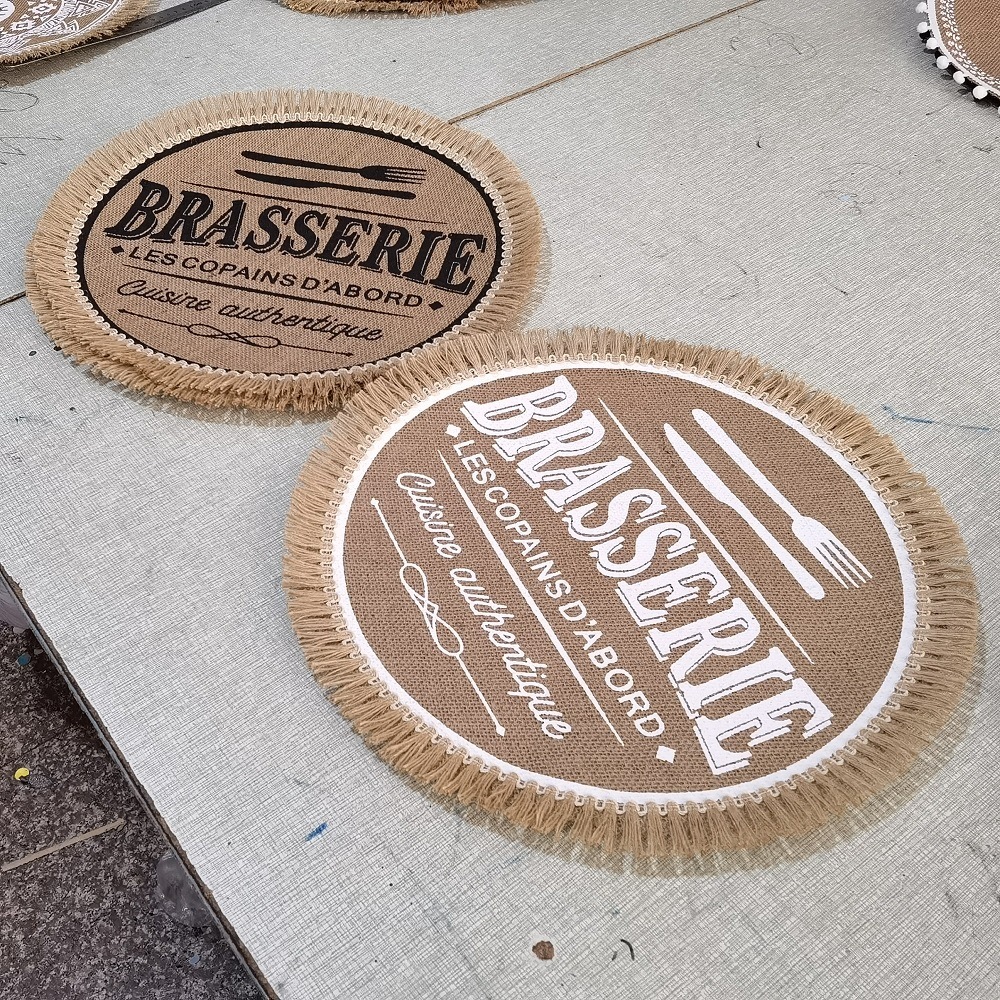 BRASSERIE
LES COPAINS D'ABORD
Cuisine authentique
BRASSERIE
LES COPAINS D'ABORD
Cuisine authentique